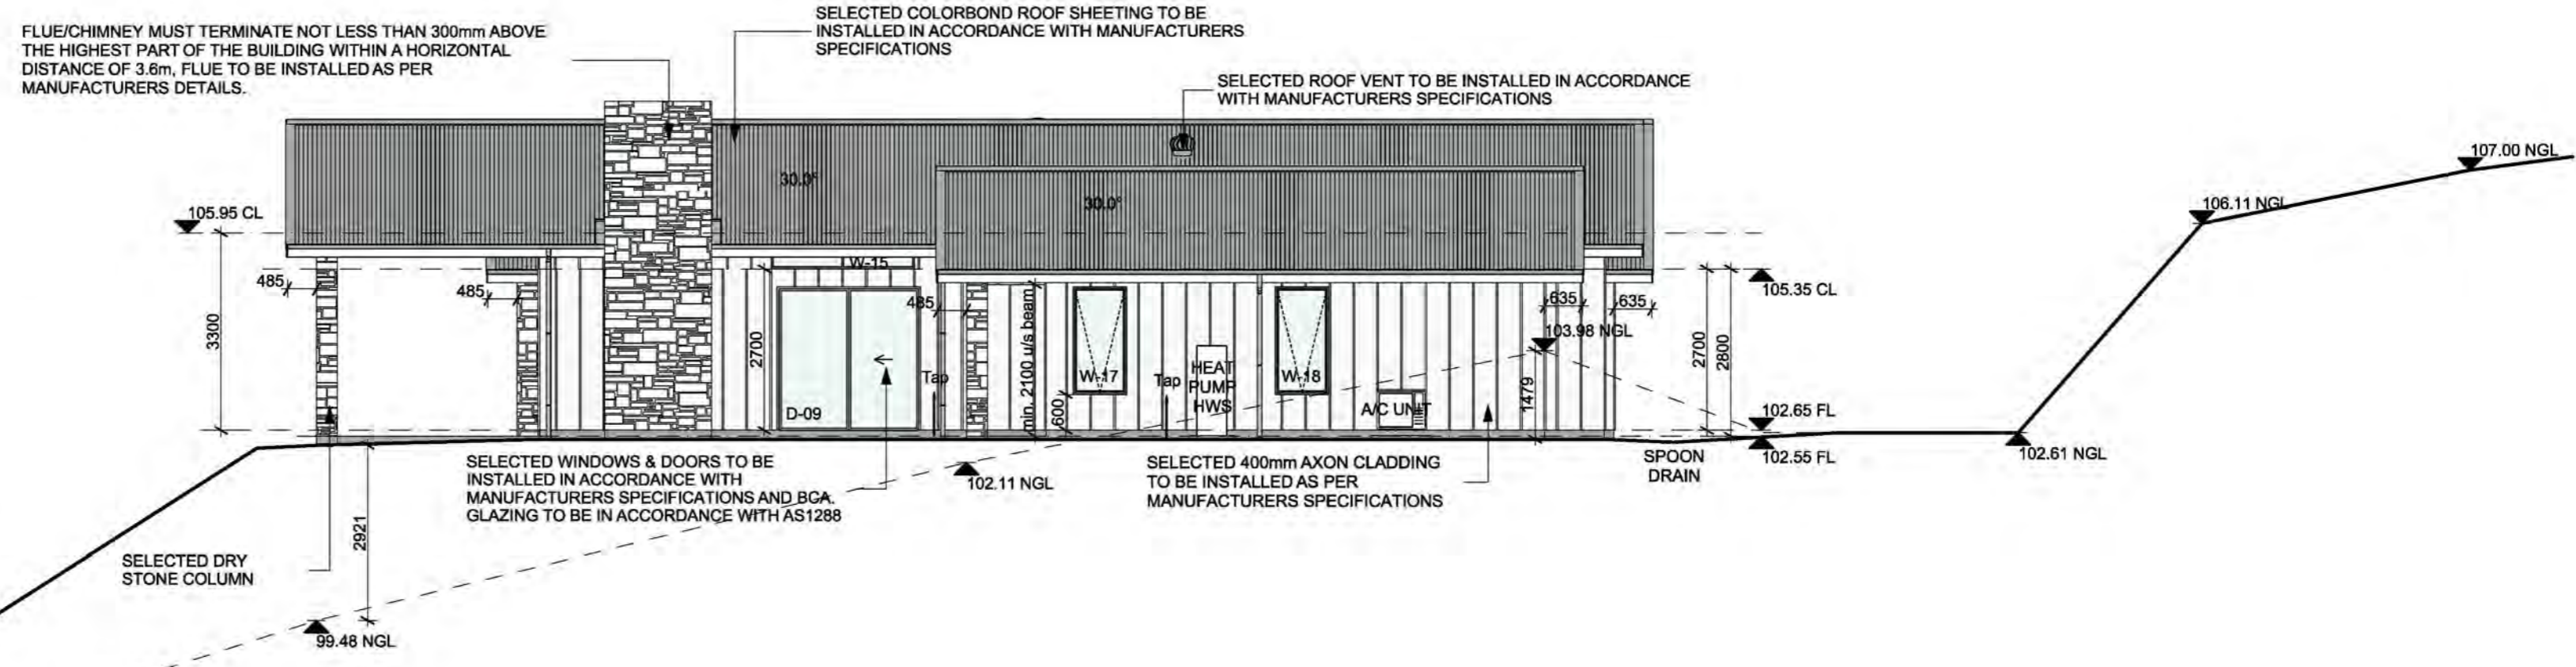 FLUE/CHIMNEY MUST TERMINATE NOT LESS THAN 300mm ABOVE
THE HIGHEST PART OF THE BUILDING WITHIN A HORIZONTAL
DISTANCE OF 3.6m, FLUE TO BE INSTALLED AS PER
MANUFACTURERS DETAILS.
SELECTED COLORBOND ROOF SHEETING TO BE
INSTALLED IN ACCORDANCE WITH MANUFACTURERS
SPECIFICATIONS
SELECTED ROOF VENT TO BE INSTALLED IN ACCORDANCE
WITH MANUFACTURERS SPECIFICATIONS
107.00 NGL
106.11 NGL
30.0°
30.0°
105.95 CL
W-15
485
485
485
635
635
105.35 CL
3300
2700
min. 2100 u/s beam
103.98 NGL
2700
2800
Tap
W-17
Tap
HEAT
PUMP
HWS
W-18
A/C UNIT
1479
600
D-09
102.65 FL
102.55 FL
102.61 NGL
SPOON
DRAIN
SELECTED WINDOWS & DOORS TO BE
INSTALLED IN ACCORDANCE WITH
MANUFACTURERS SPECIFICATIONS AND BCA.
GLAZING TO BE IN ACCORDANCE WITH AS1288
102.11 NGL
SELECTED 400mm AXON CLADDING
TO BE INSTALLED AS PER
MANUFACTURERS SPECIFICATIONS
2921
SELECTED DRY
STONE COLUMN
99.48 NGL